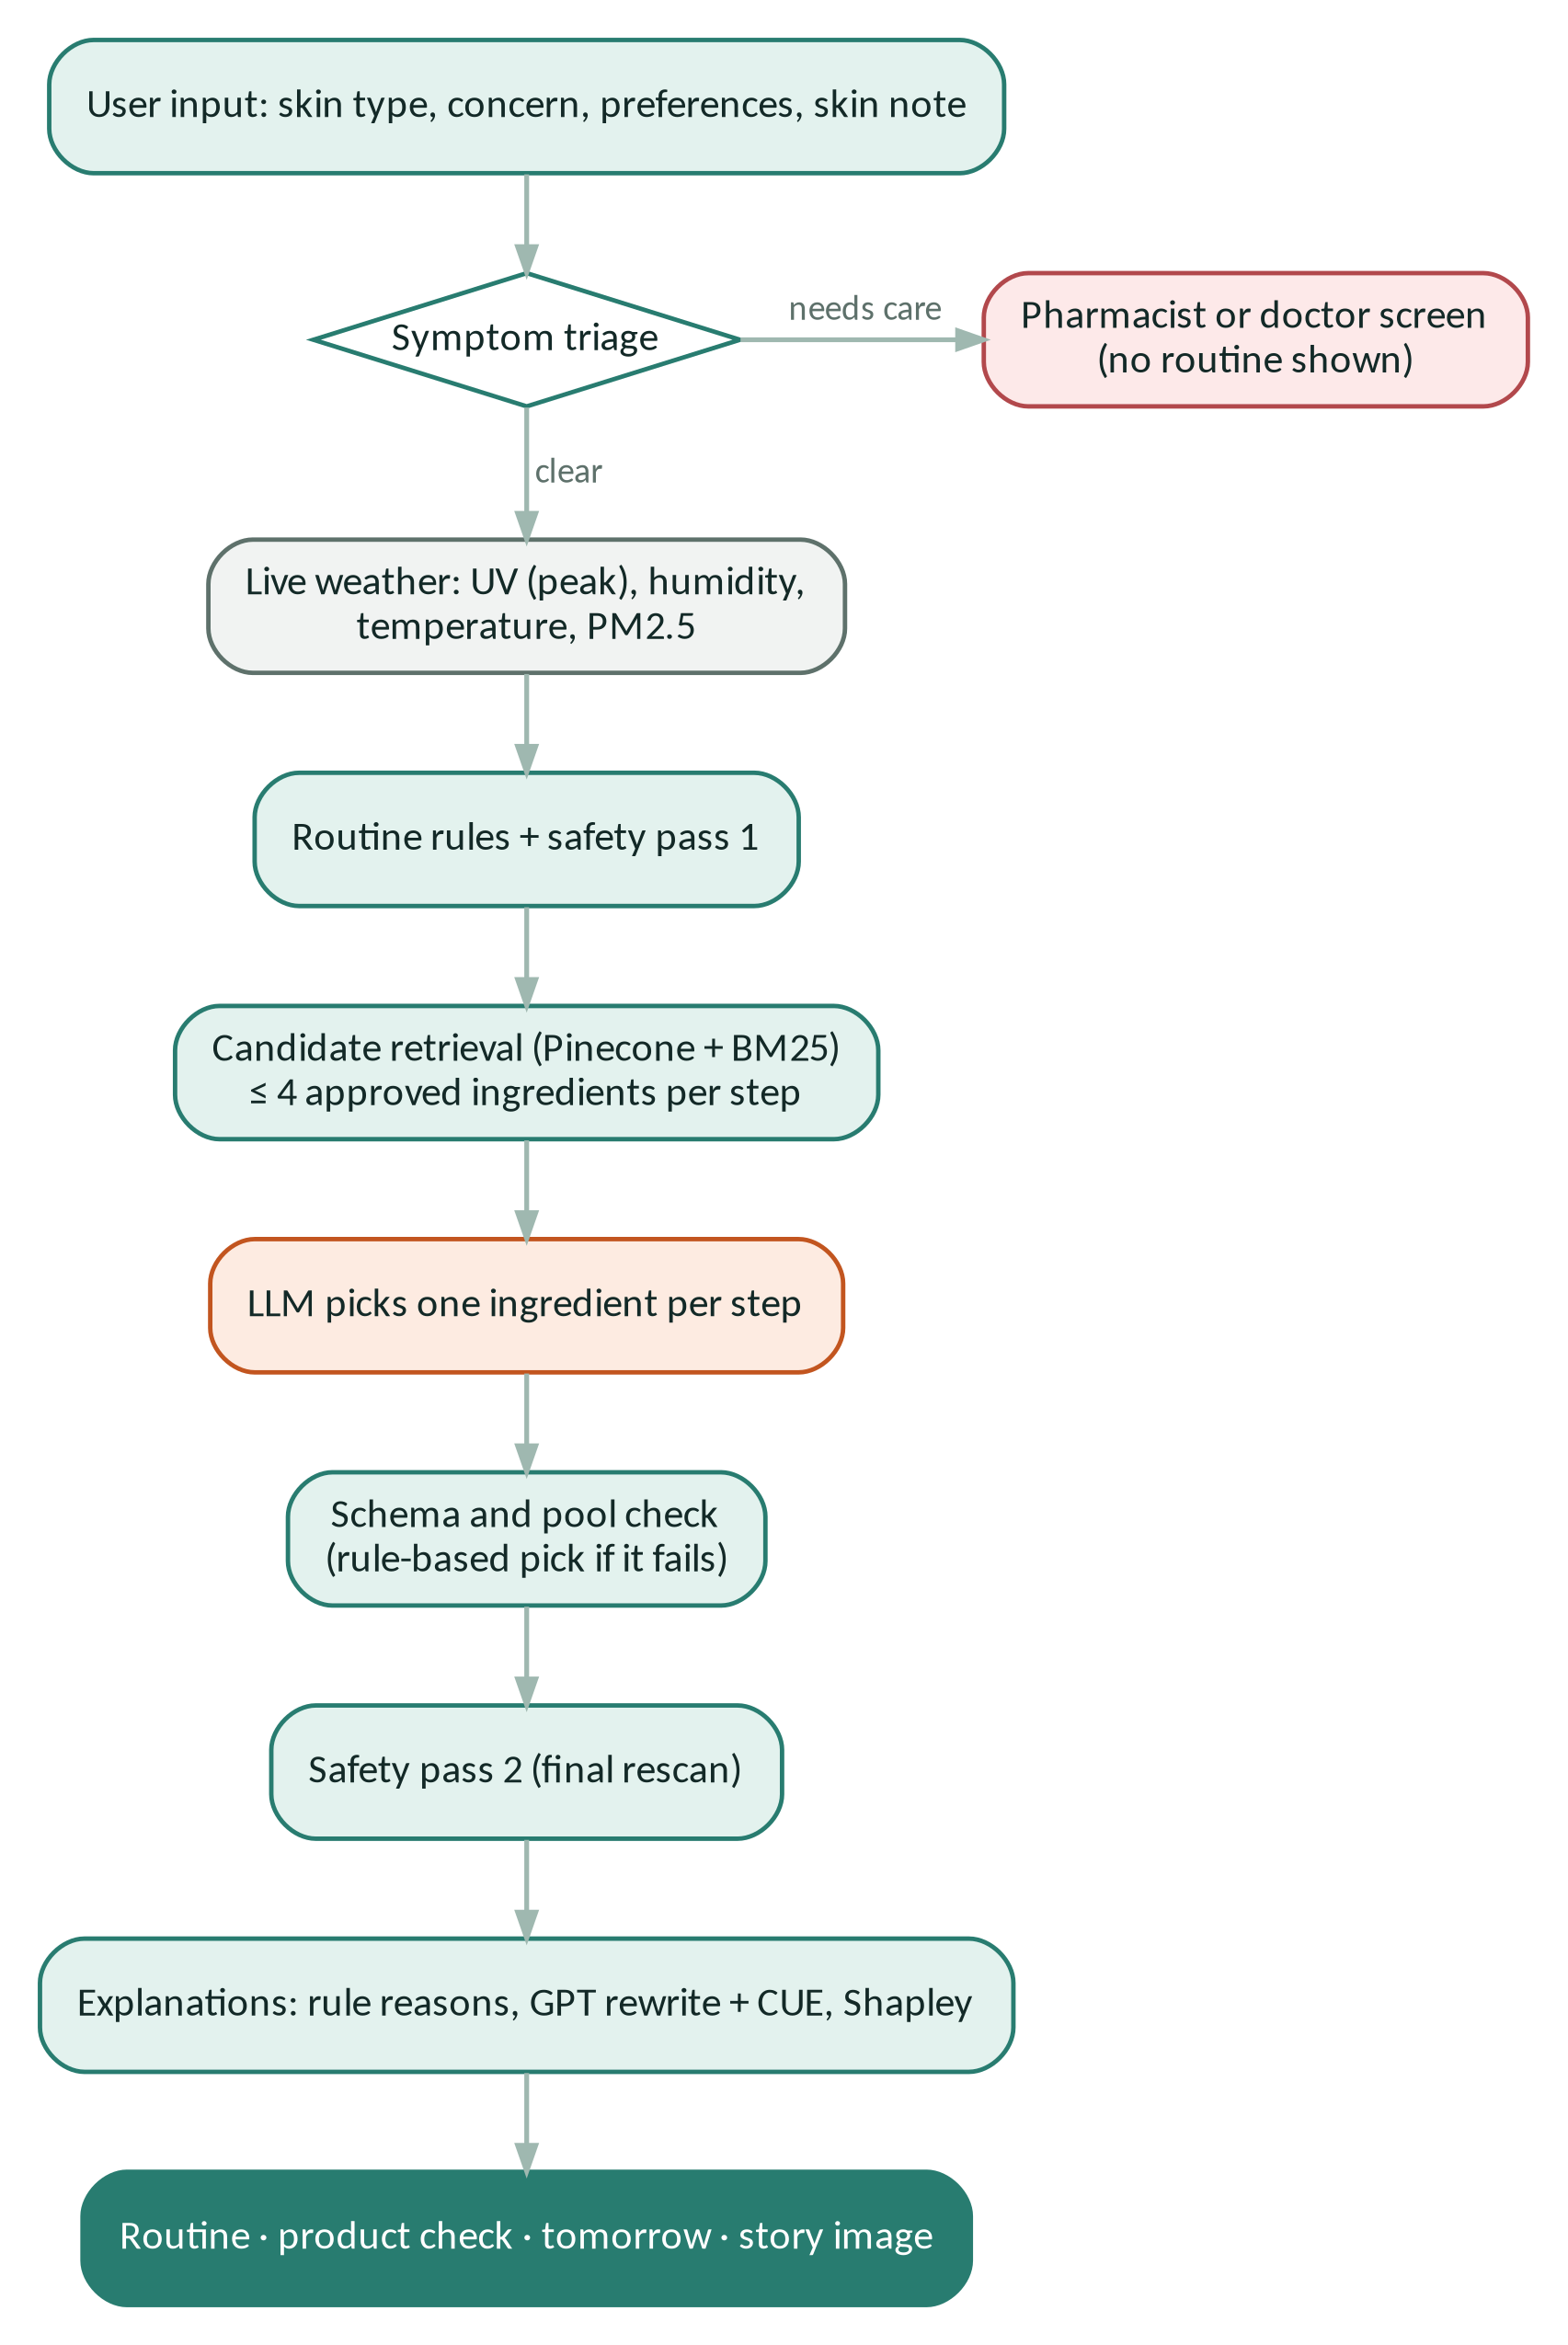 User input: skin type, concern, preferences, skin note
Symptom triage
needs care
Pharmacist or doctor screen
(no routine shown)
clear
Live weather: UV (peak), humidity,
temperature, PM2.5
Routine rules + safety pass 1
Candidate retrieval (Pinecone + BM25)
≤ 4 approved ingredients per step
LLM picks one ingredient per step
Schema and pool check
(rule-based pick if it fails)
Safety pass 2 (final rescan)
Explanations: rule reasons, GPT rewrite + CUE, Shapley
Routine · product check · tomorrow · story image